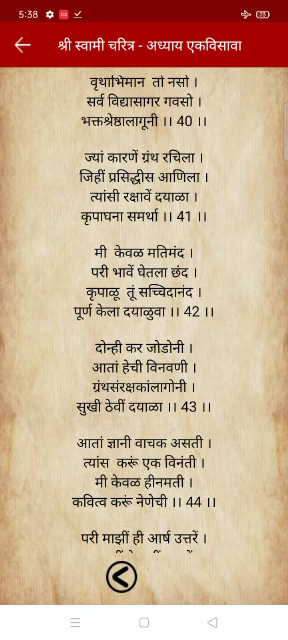 5:38
श्री स्वामी चरित्र - अध्याय एकविसावा
वृथाभिमान तो नसो ।
सर्व विद्यासागर गवसो ।
भक्तश्रेष्ठालागूनी ।। 40 ।।
ज्यां कारणें ग्रंथ रचिला ।
जिहीं प्रसिद्धीस आणिला ।
त्यांसी रक्षावें दयाळा ।
कृपाघना समर्था ।। 41 ।।
मी केवळ मतिमंद ।
परी भावें घेतला छंद ।
कृपाळू तूं सच्चिदानंद ।
पूर्ण केला दयाळुवा ।। 42 ।।
दोन्ही कर जोडोनी ।
आतां हेची विनवणी ।
ग्रंथसंरक्षकांलागोनी ।
सुखी ठेवीं दयाळा ।। 43 ।।
आतां ज्ञानी वाचक असती ।
त्यांस करूं एक विनंती ।
मी केवळ हीनमती ।
कवित्व करूं नेणेची ।। 44 ।।
परी माझीं ही आर्ष उत्तरें ।